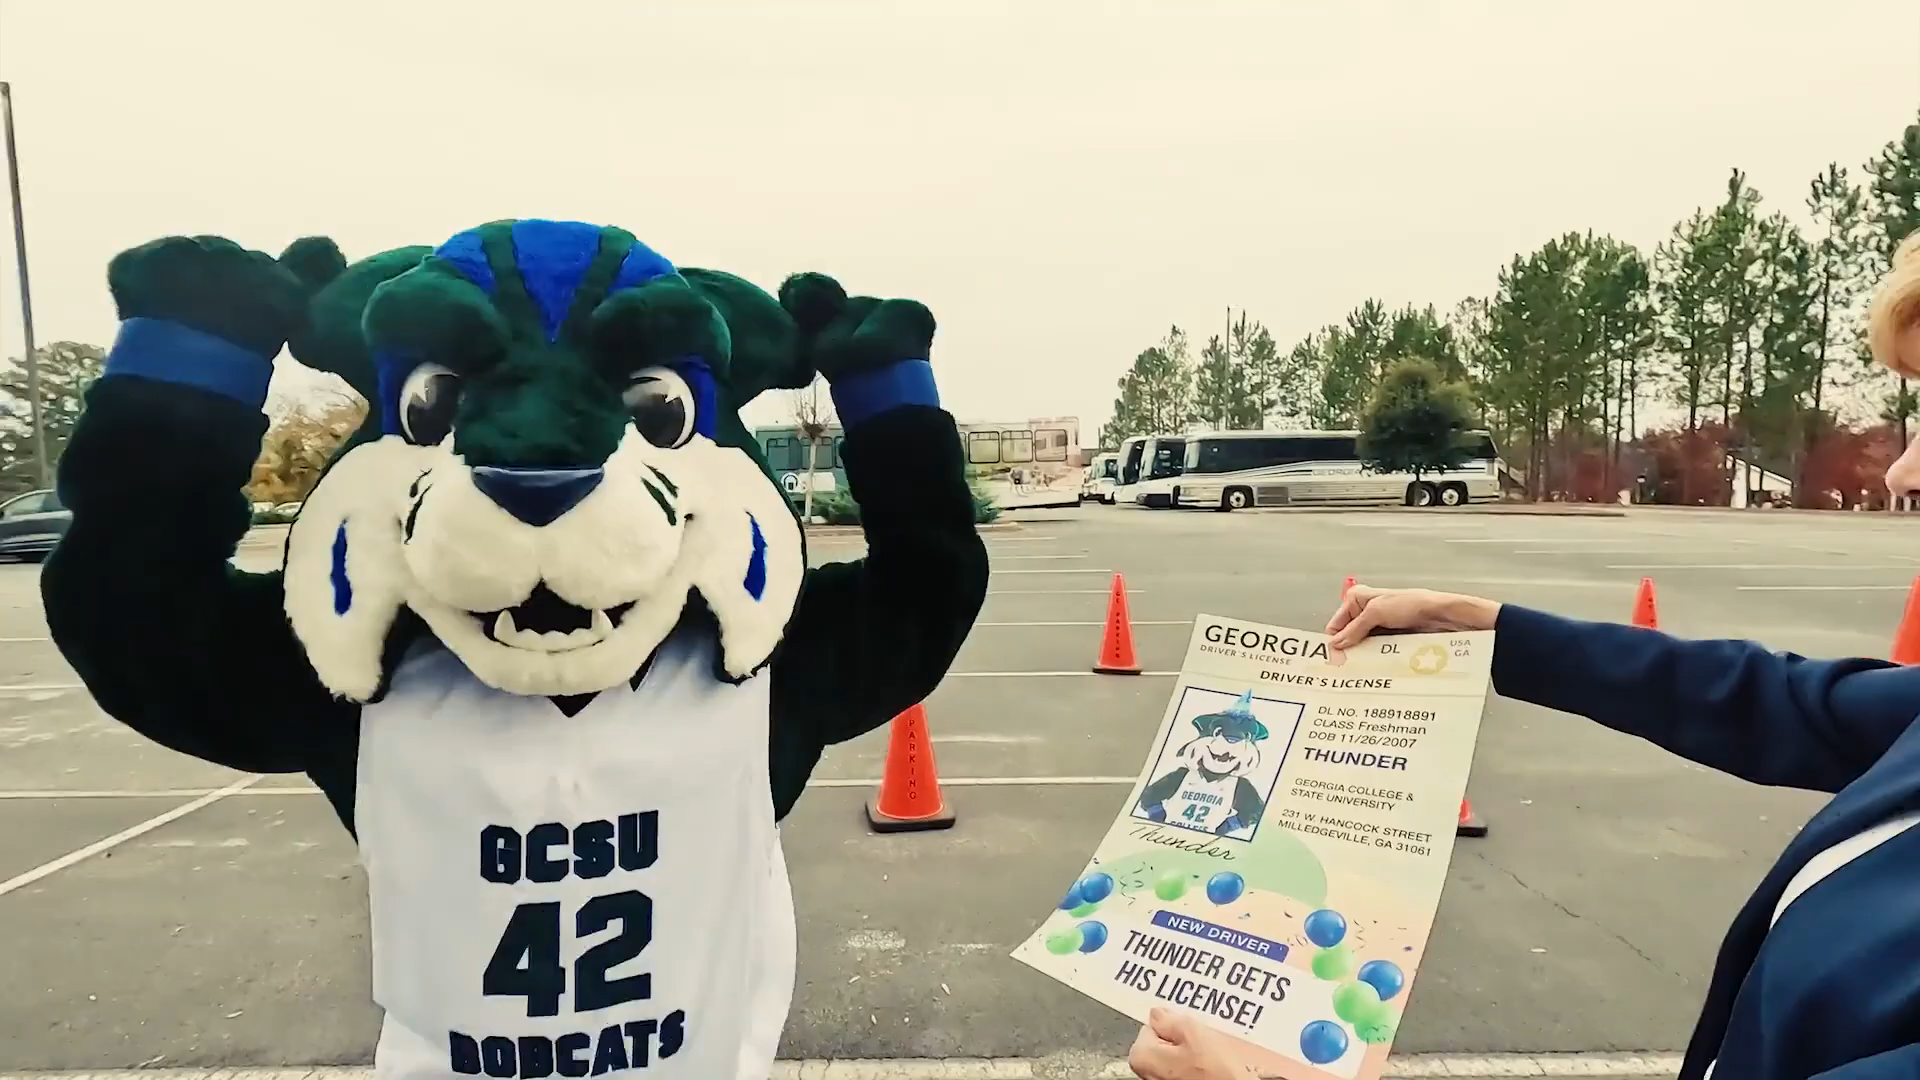 GCSU
42
BOBCATS
PARKING
GEORGIA
DRIVER'S LICENSE
DL
USA
GA
DRIVER'S LICENSE
DL NO. 188918891
CLASS Freshman
DOB 11/26/2007
THUNDER
GEORGIA COLLEGE &
STATE UNIVERSITY
231 W. HANCOCK STREET
MILLEDGEVILLE, GA 31061
GEORGIA
42
Thunder
NEW DRIVER
THUNDER GETS
HIS LICENSE!
GEORGIA